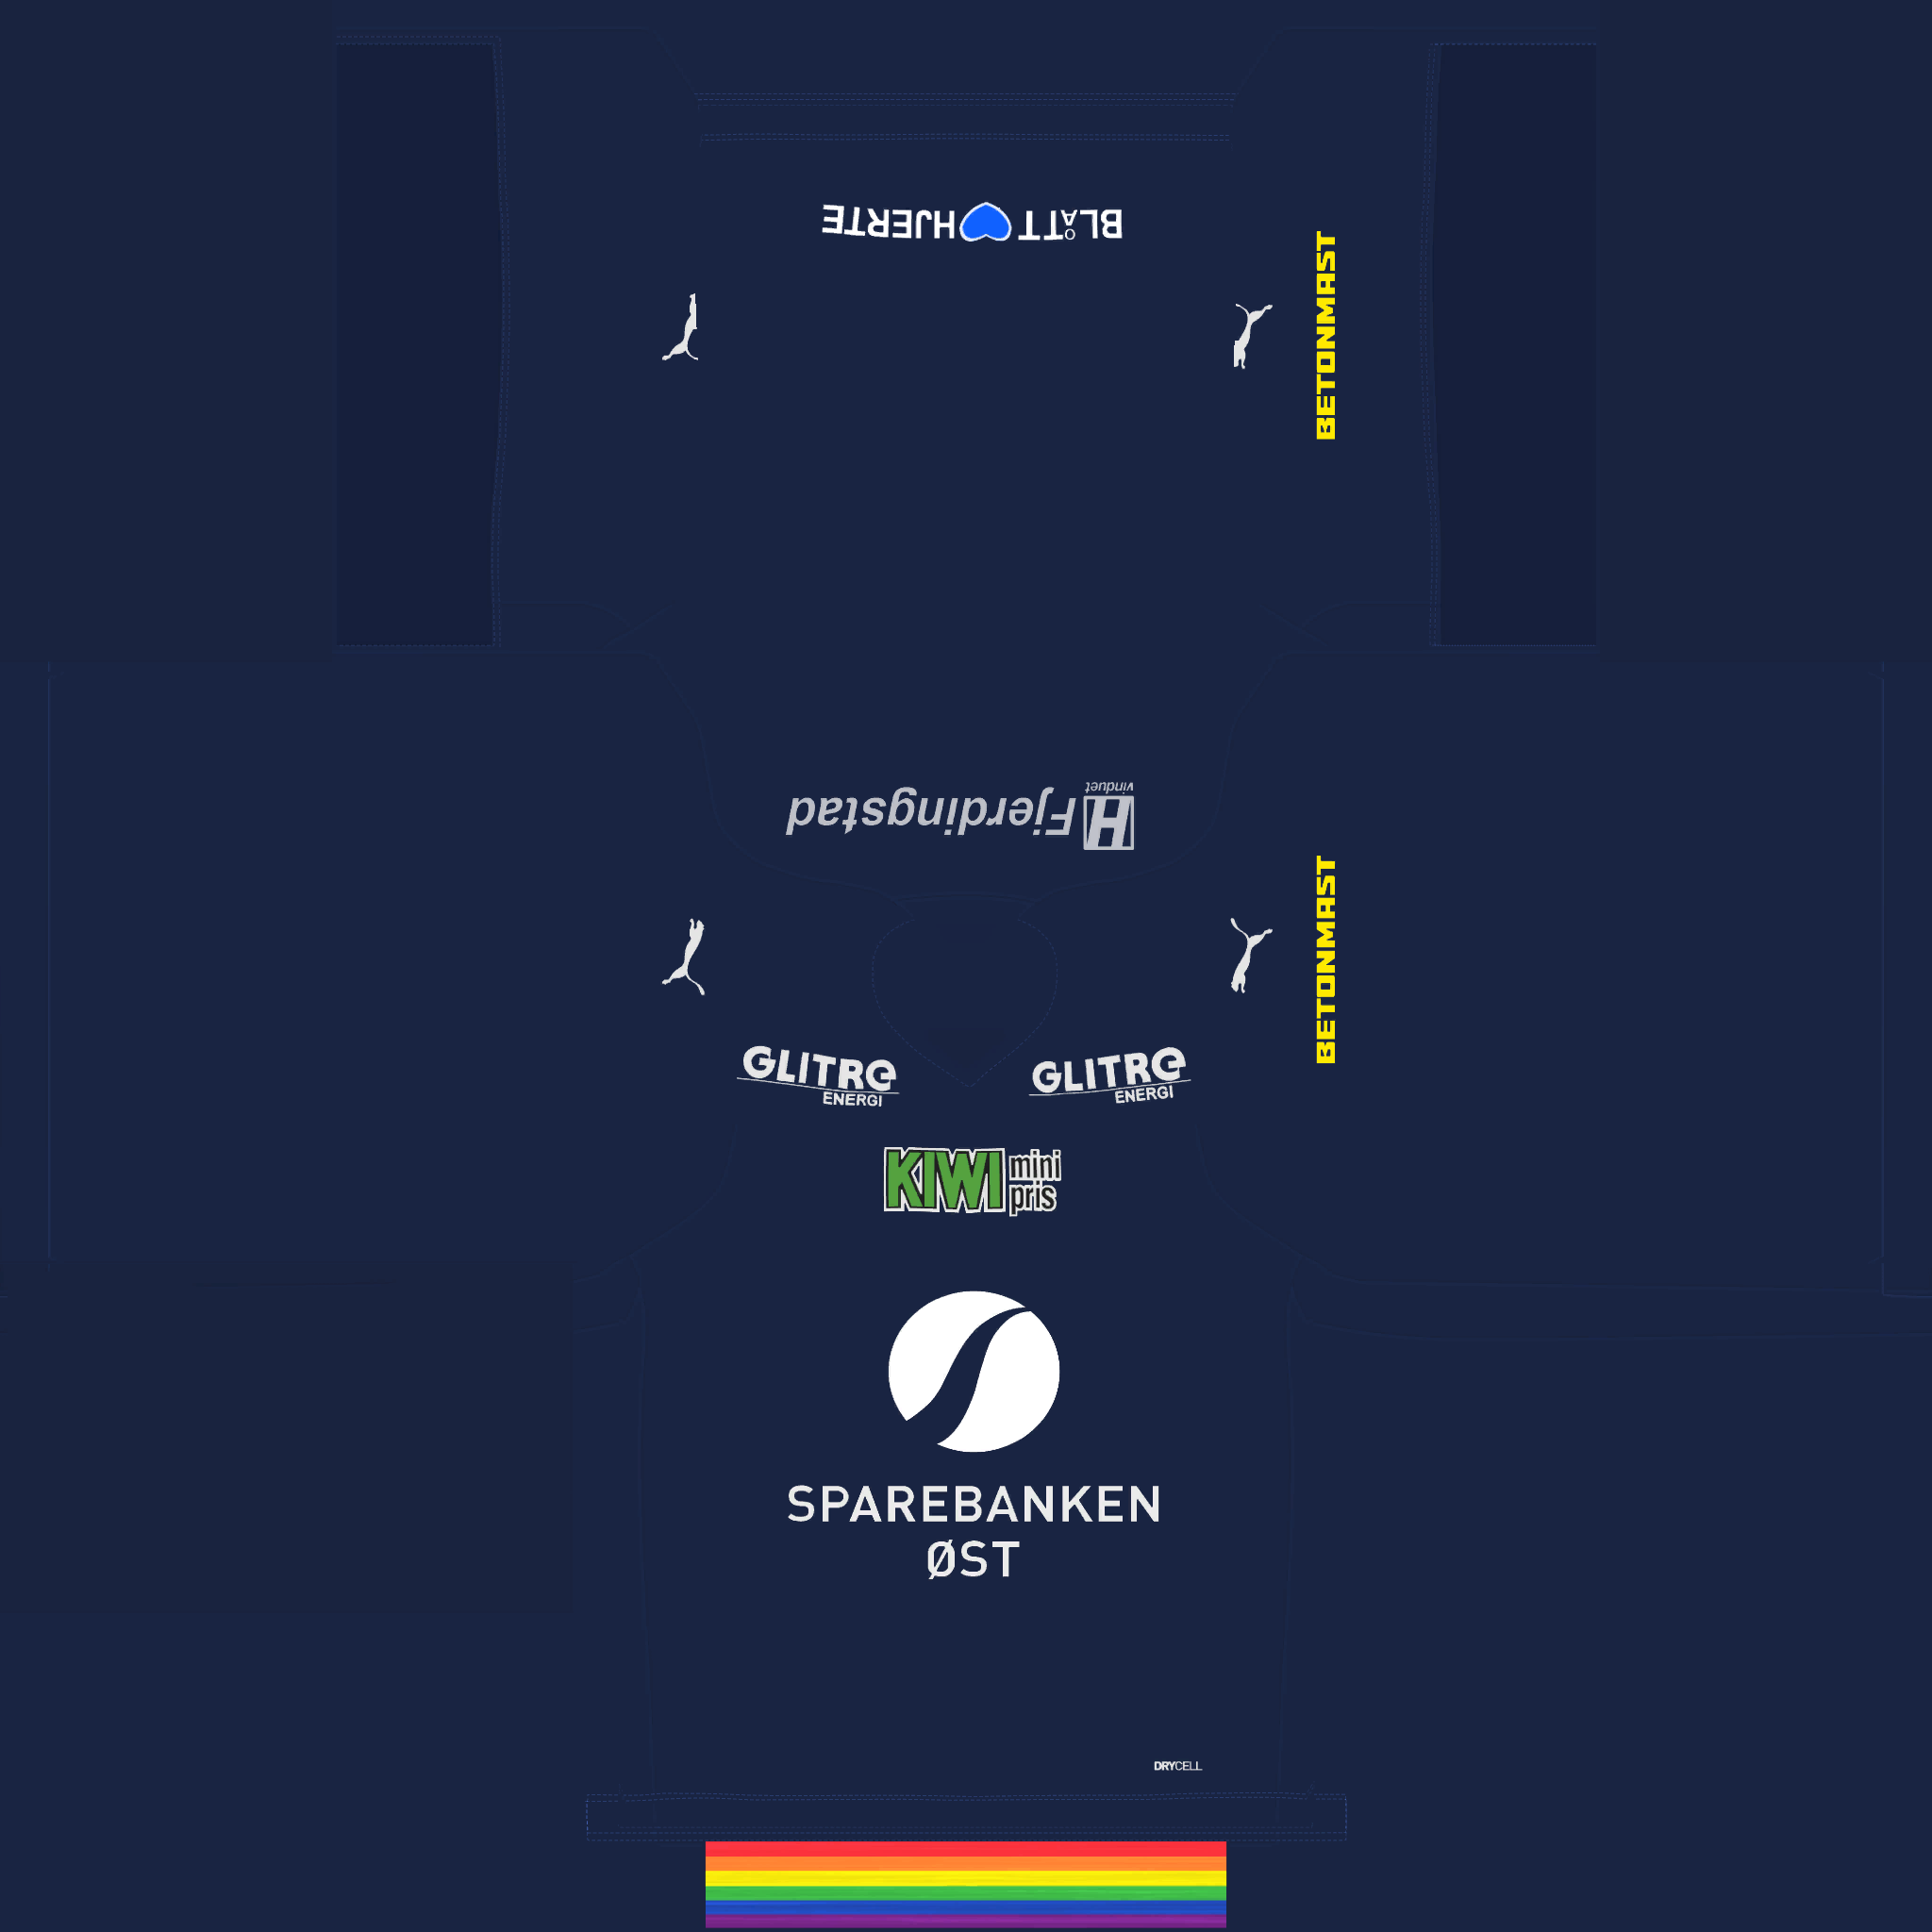 BLÅTT HJERTE
BETONMAST
vinduet
Fjerdingstad
BETONMAST
GLITRE
ENERGI
GLITRE
ENERGI
KIWI mini
pris
SPAREBANKEN
ØST
DRYCELL